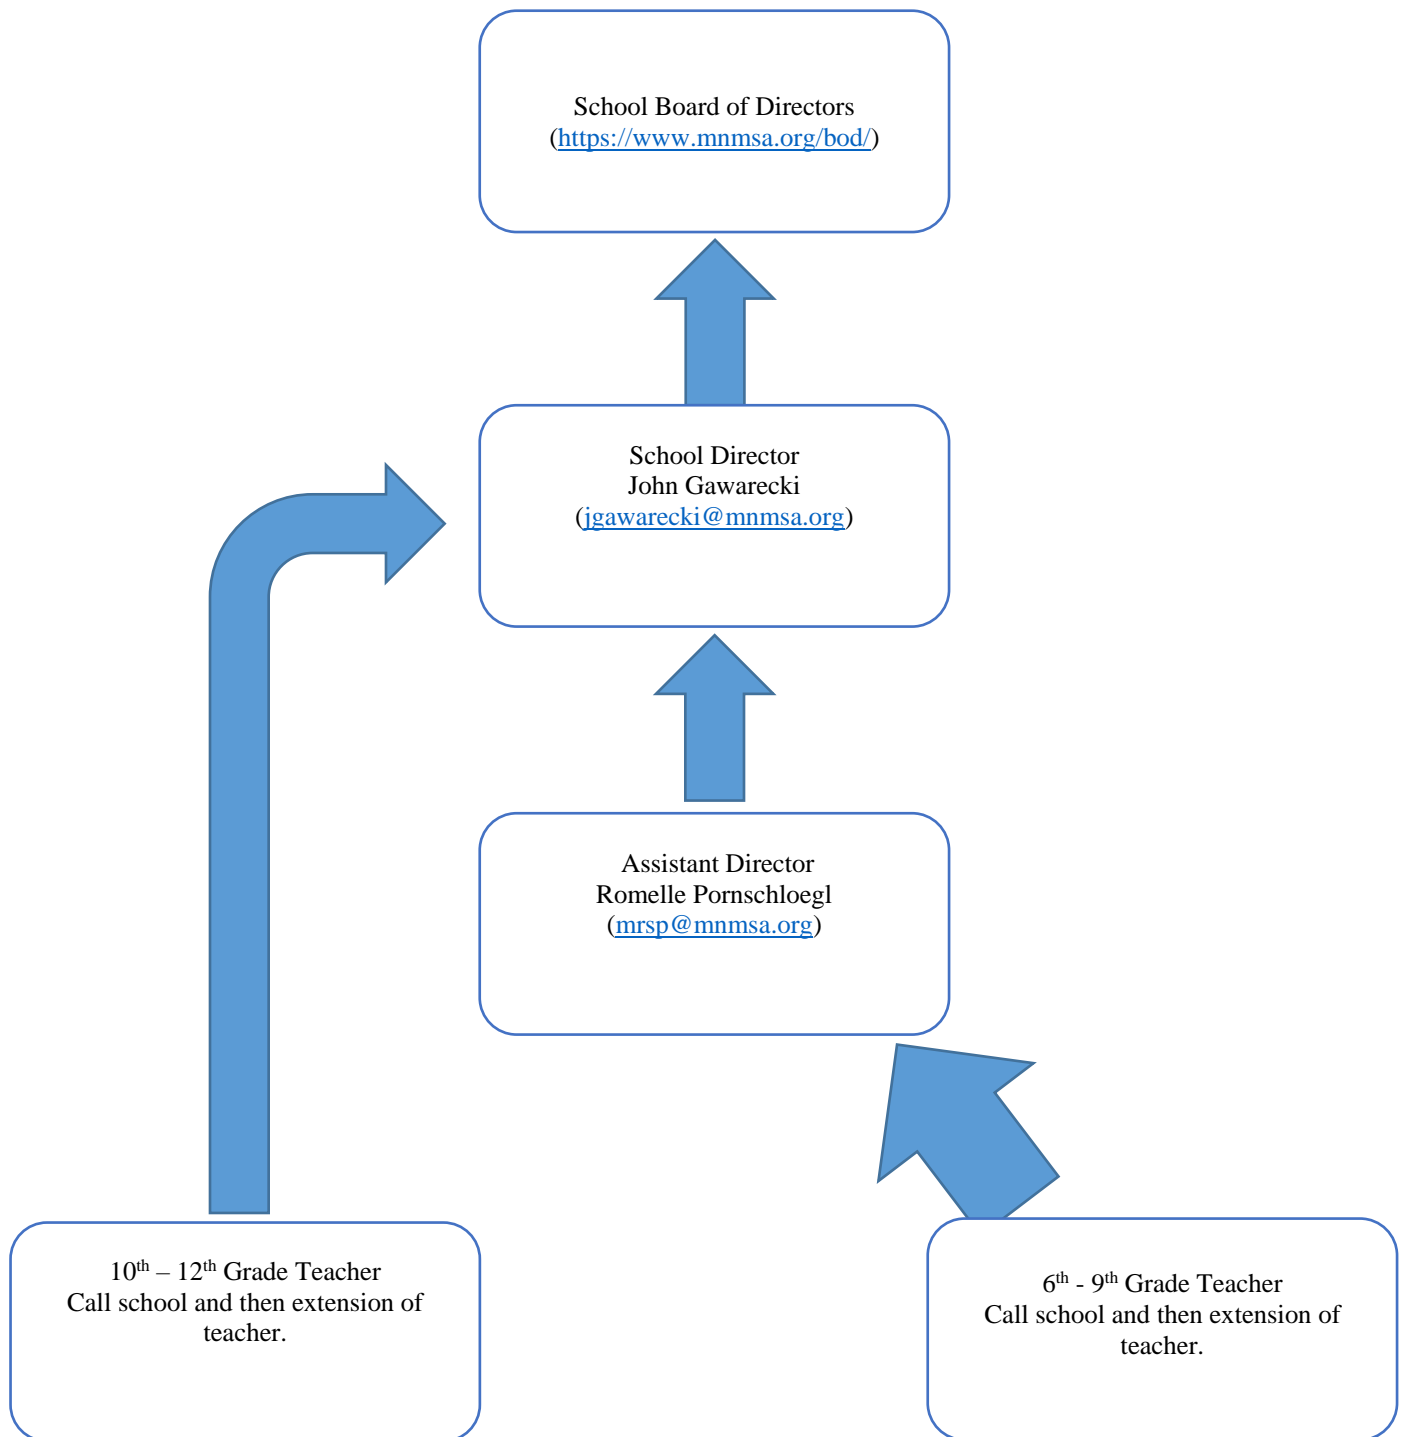 School Board of Directors
(https://www.mnmsa.org/bod/)
School Director
John Gawarecki
(jgawarecki@mnmsa.org)
Assistant Director
Romelle Pornschloegl
(mrsp@mnmsa.org)
10th – 12th Grade Teacher
Call school and then extension of
teacher.
6th - 9th Grade Teacher
Call school and then extension of
teacher.